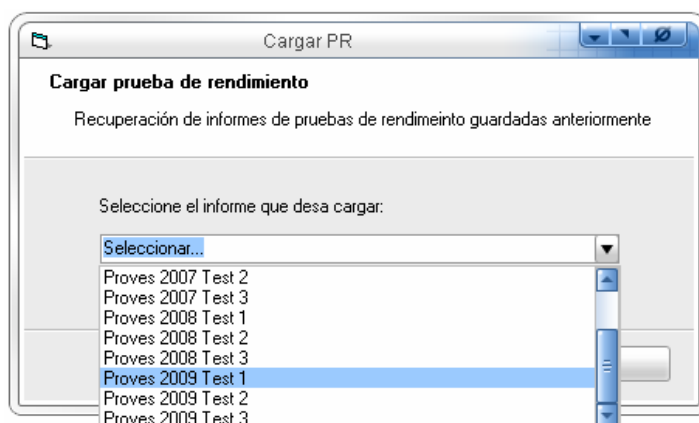 Cargar PR
Cargar prueba de rendimiento
Recuperación de informes de pruebas de rendimeinto guardadas anteriormente
Seleccione el informe que desa cargar:
Seleccionar...
Proves 2007 Test 2
Proves 2007 Test 3
Proves 2008 Test 1
Proves 2008 Test 2
Proves 2008 Test 3
Proves 2009 Test 1
Proves 2009 Test 2
Proves 2009 Test 3